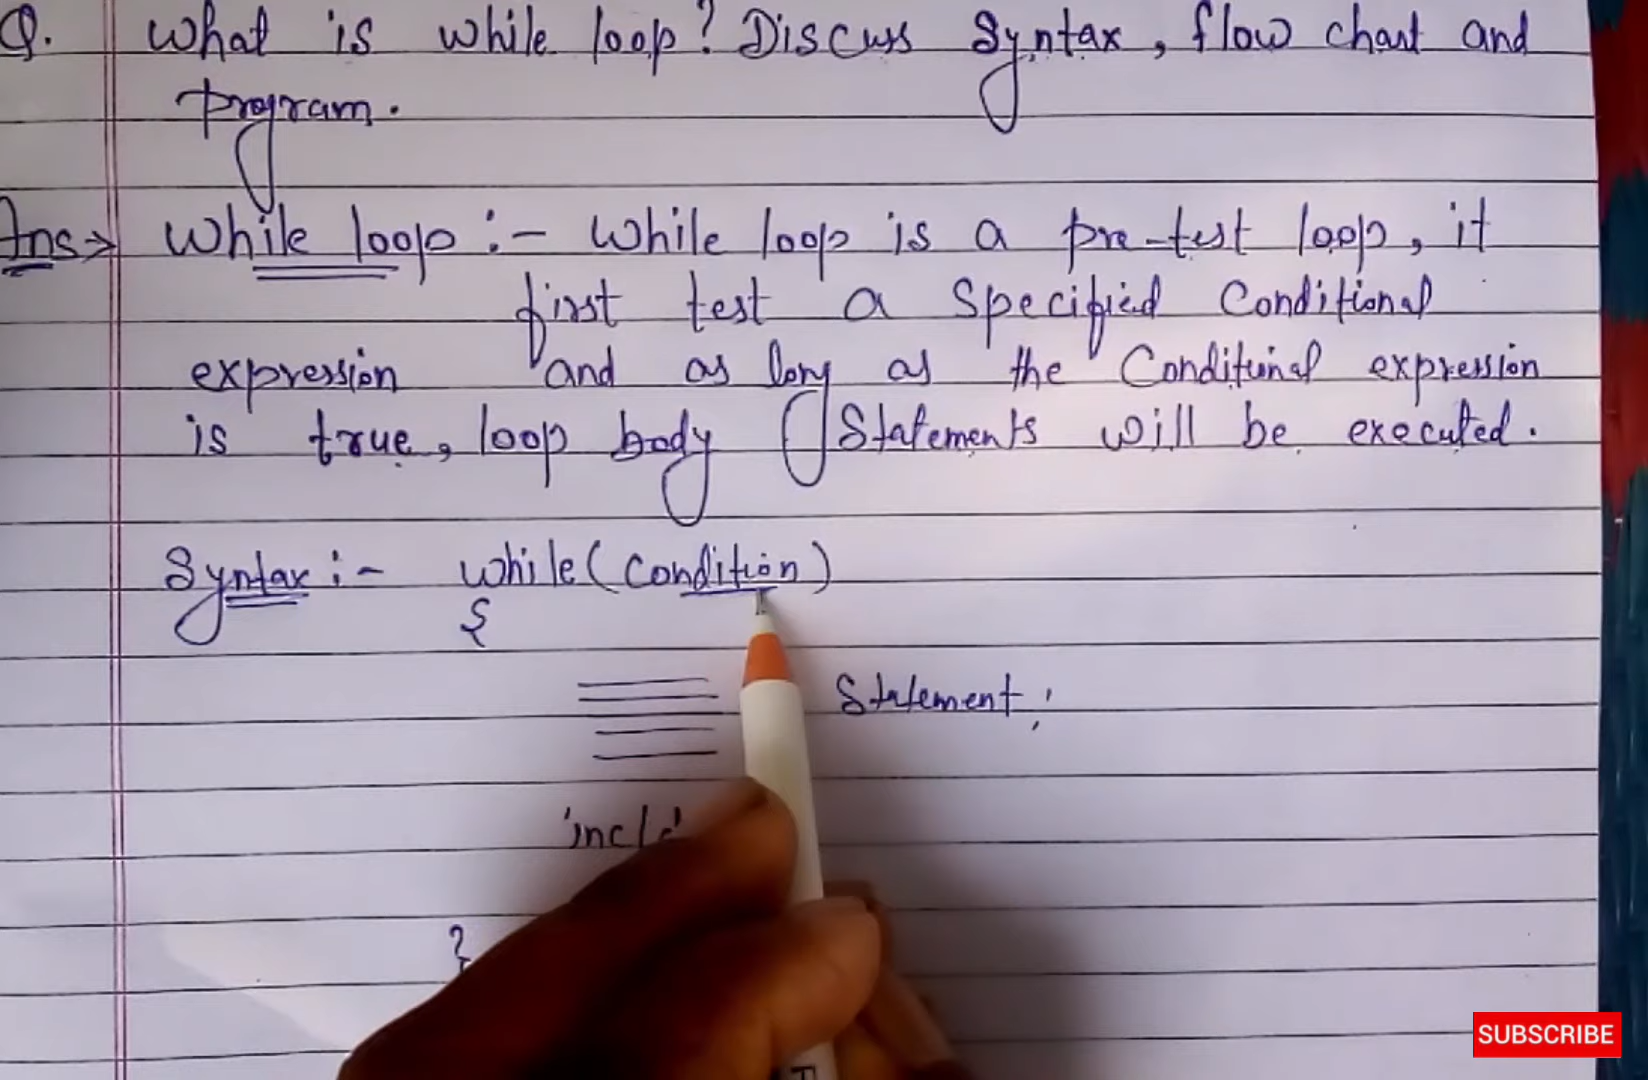 Q. What is while loop? Discuss Syntax, flow chart and
program.
Ans⇒ While loop :- While loop is a pre-test loop, it
first test a specified Conditional
expression and as long as the Conditional expression
is true, loop body Statements will be executed.
Syntax :- while(condition)
{
Statement;
inc/d
}
SUBSCRIBE